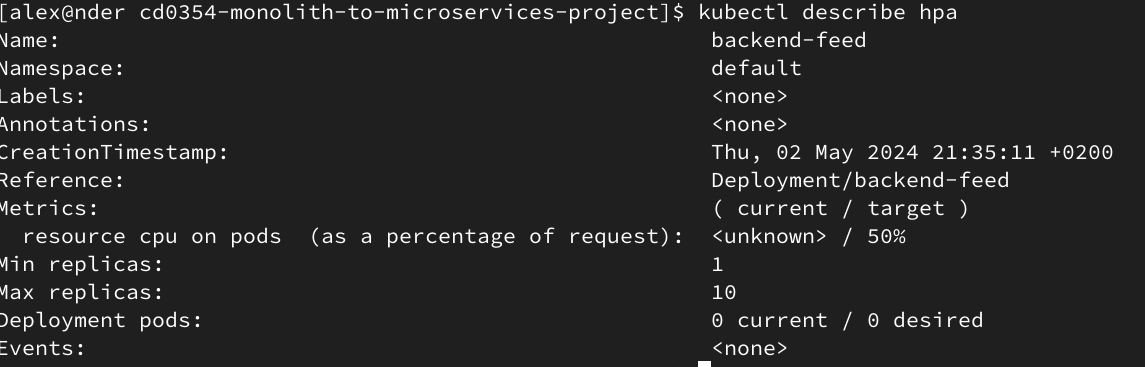 [alex@nder cd0354-monolith-to-microservices-project]$ kubectl describe hpa
Name: backend-feed
Namespace: default
Labels: <none>
Annotations: <none>
CreationTimestamp: Thu, 02 May 2024 21:35:11 +0200
Reference: Deployment/backend-feed
Metrics: ( current / target )
  resource cpu on pods  (as a percentage of request): <unknown> / 50%
Min replicas: 1
Max replicas: 10
Deployment pods: 0 current / 0 desired
Events: <none>